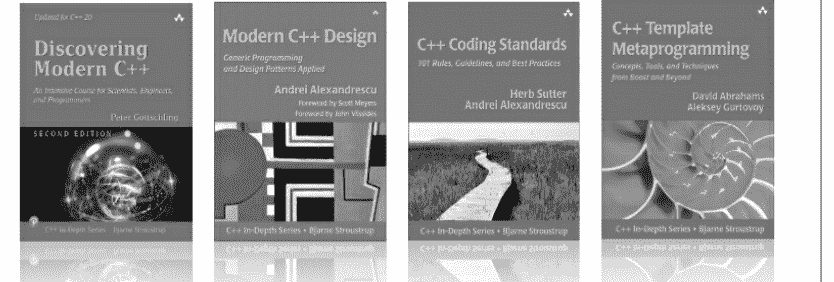 Updated for C++ 20
Discovering
Modern C++
An Intensive Course for Scientists, Engineers,
and Programmers
Peter Gottschling
SECOND EDITION
C++ In-Depth Series Bjarne Stroustrup
Modern C++ Design
Generic Programming
and Design Patterns Applied
Andrei Alexandrescu
Foreword by Scott Meyers
Foreword by John Vlissides
C++ In-Depth Series • Bjarne Stroustrup
C++ Coding Standards
101 Rules, Guidelines, and Best Practices
Herb Sutter
Andrei Alexandrescu
C++ In-Depth Series • Bjarne Stroustrup
C++ Template
Metaprogramming
Concepts, Tools, and Techniques
from Boost and Beyond
David Abrahams
Aleksey Gurtovoy
C++ In-Depth Series • Bjarne Stroustrup